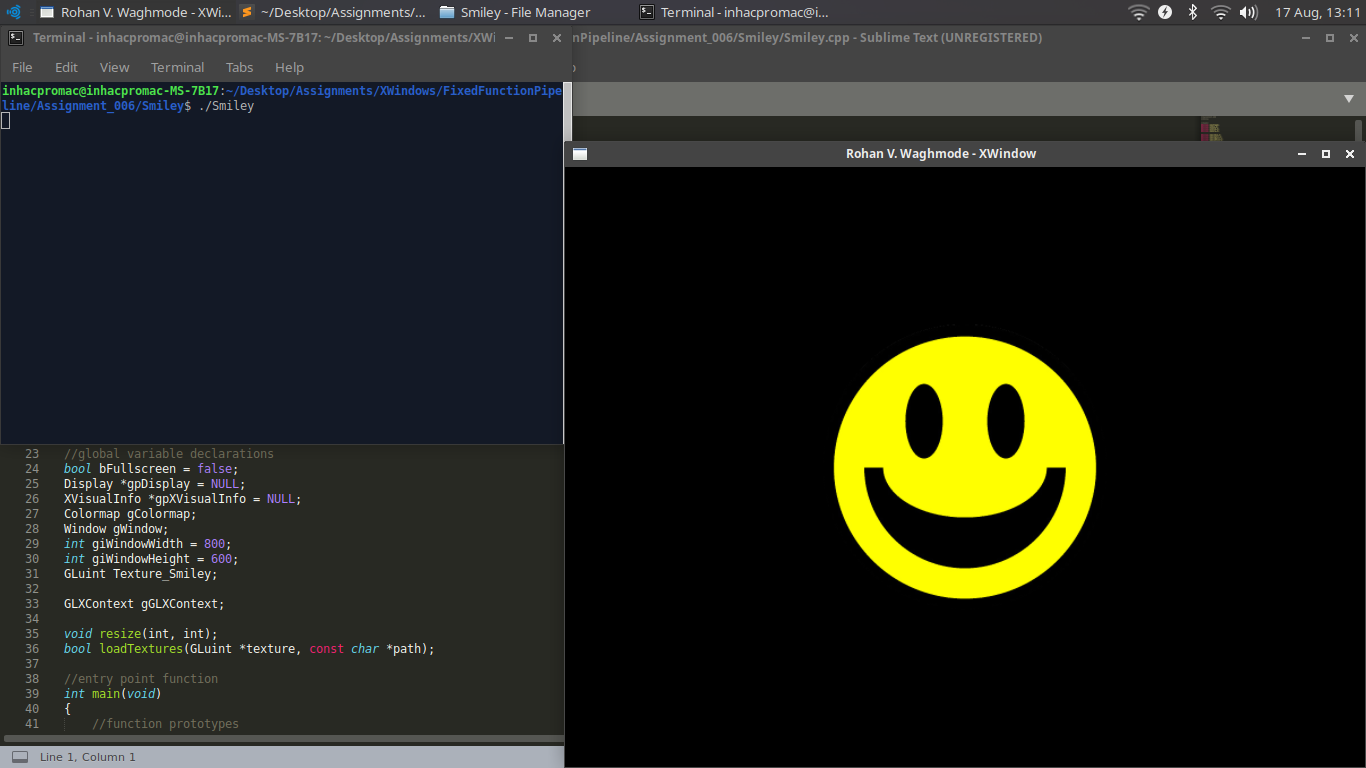 Rohan V. Waghmode - XWi...
~/Desktop/Assignments/...
Smiley - File Manager
Terminal - inhacpromac@i...
17 Aug, 13:11
Terminal - inhacpromac@inhacpromac-MS-7B17: ~/Desktop/Assignments/XWi
nPipeline/Assignment_006/Smiley/Smiley.cpp - Sublime Text (UNREGISTERED)
File Edit View Terminal Tabs Help
inhacpromac@inhacpromac-MS-7B17:~/Desktop/Assignments/XWindows/FixedFunctionPipe
line/Assignment_006/Smiley$ ./Smiley
Rohan V. Waghmode - XWindow
23 //global variable declarations
24 bool bFullscreen = false;
25 Display *gpDisplay = NULL;
26 XVisualInfo *gpXVisualInfo = NULL;
27 Colormap gColormap;
28 Window gWindow;
29 int giWindowWidth = 800;
30 int giWindowHeight = 600;
31 GLuint Texture_Smiley;
32
33 GLXContext gGLXContext;
34
35 void resize(int, int);
36 bool loadTextures(GLuint *texture, const char *path);
37
38 //entry point function
39 int main(void)
40 {
41 //function prototypes
Line 1, Column 1